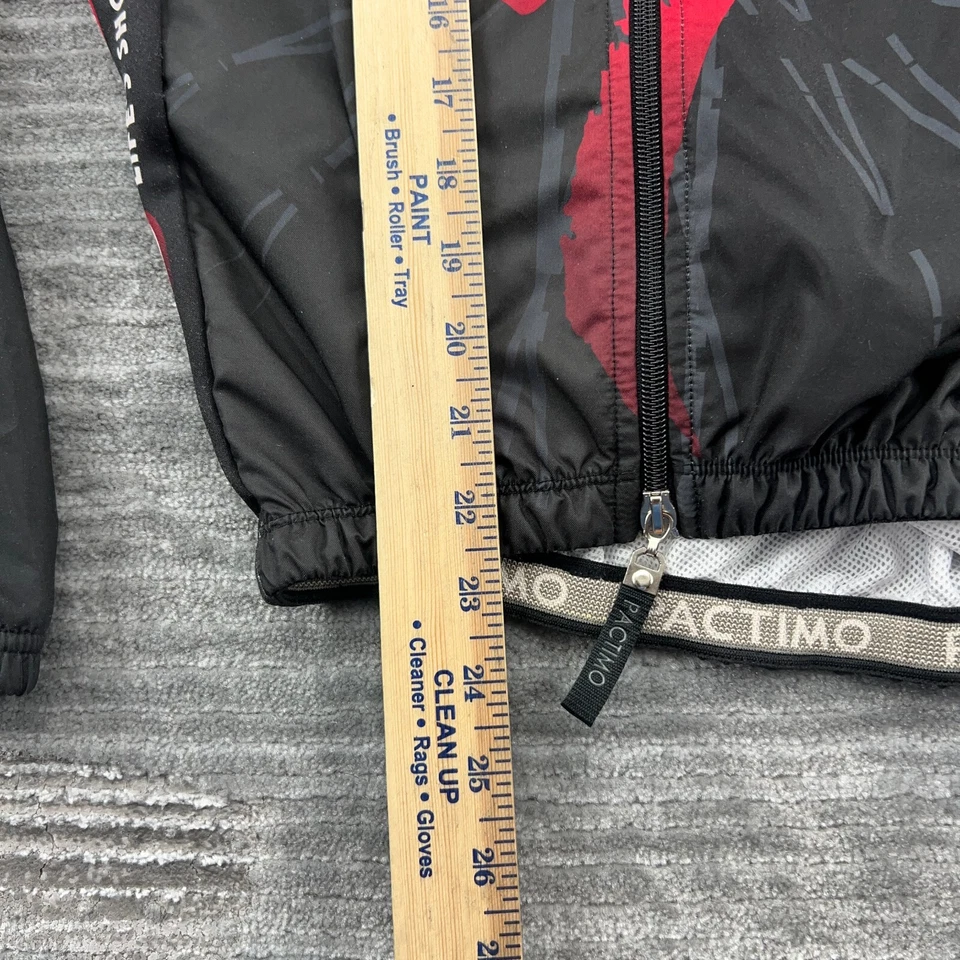 16
17
18
19
20
21
22
23
24
25
26
PAINT
• Brush • Roller • Tray
CLEAN UP
• Cleaner • Rags • Gloves
MO
PACTIMO
PACTIMO